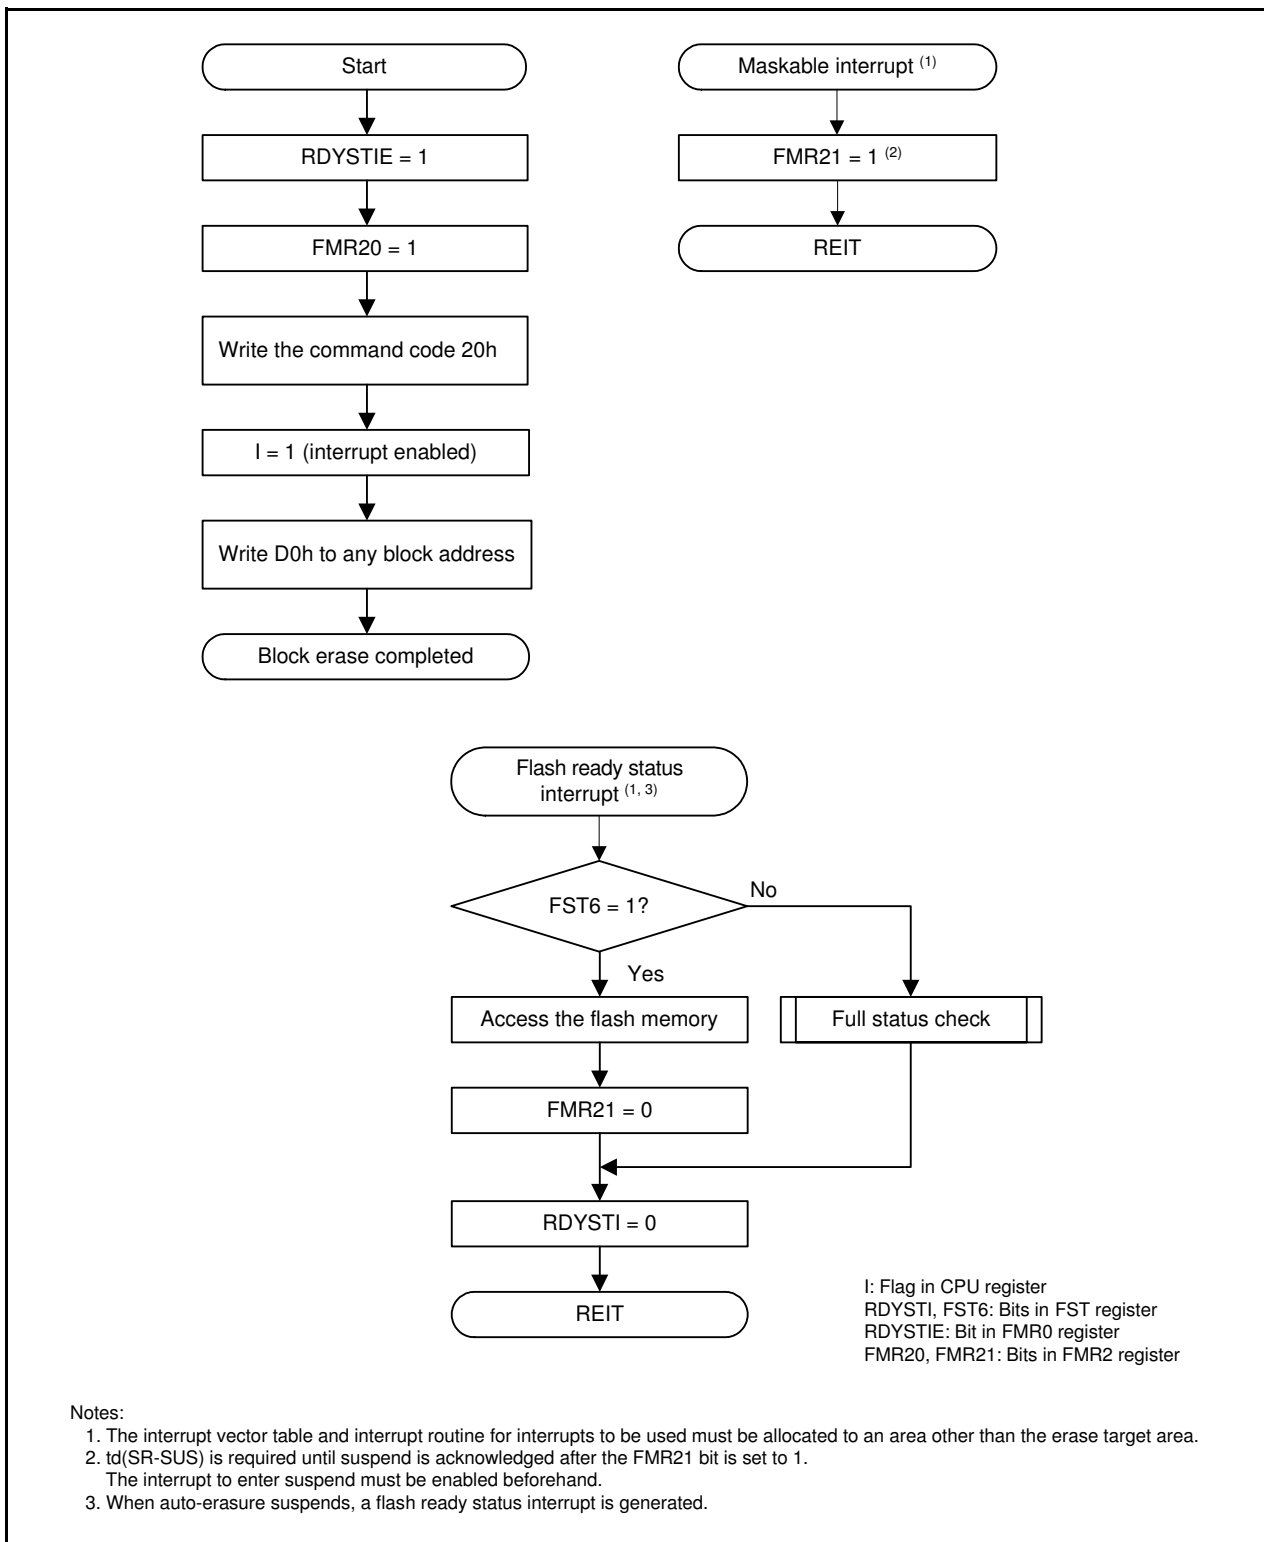 Start
RDYSTIE = 1
FMR20 = 1
Write the command code 20h
I = 1 (interrupt enabled)
Write D0h to any block address
Block erase completed
Maskable interrupt (1)
FMR21 = 1 (2)
REIT
Flash ready status
interrupt (1, 3)
FST6 = 1?
No
Yes
Access the flash memory
Full status check
FMR21 = 0
RDYSTI = 0
REIT
I: Flag in CPU register
RDYSTI, FST6: Bits in FST register
RDYSTIE: Bit in FMR0 register
FMR20, FMR21: Bits in FMR2 register
Notes:
1. The interrupt vector table and interrupt routine for interrupts to be used must be allocated to an area other than the erase target area.
2. td(SR-SUS) is required until suspend is acknowledged after the FMR21 bit is set to 1.
The interrupt to enter suspend must be enabled beforehand.
3. When auto-erasure suspends, a flash ready status interrupt is generated.